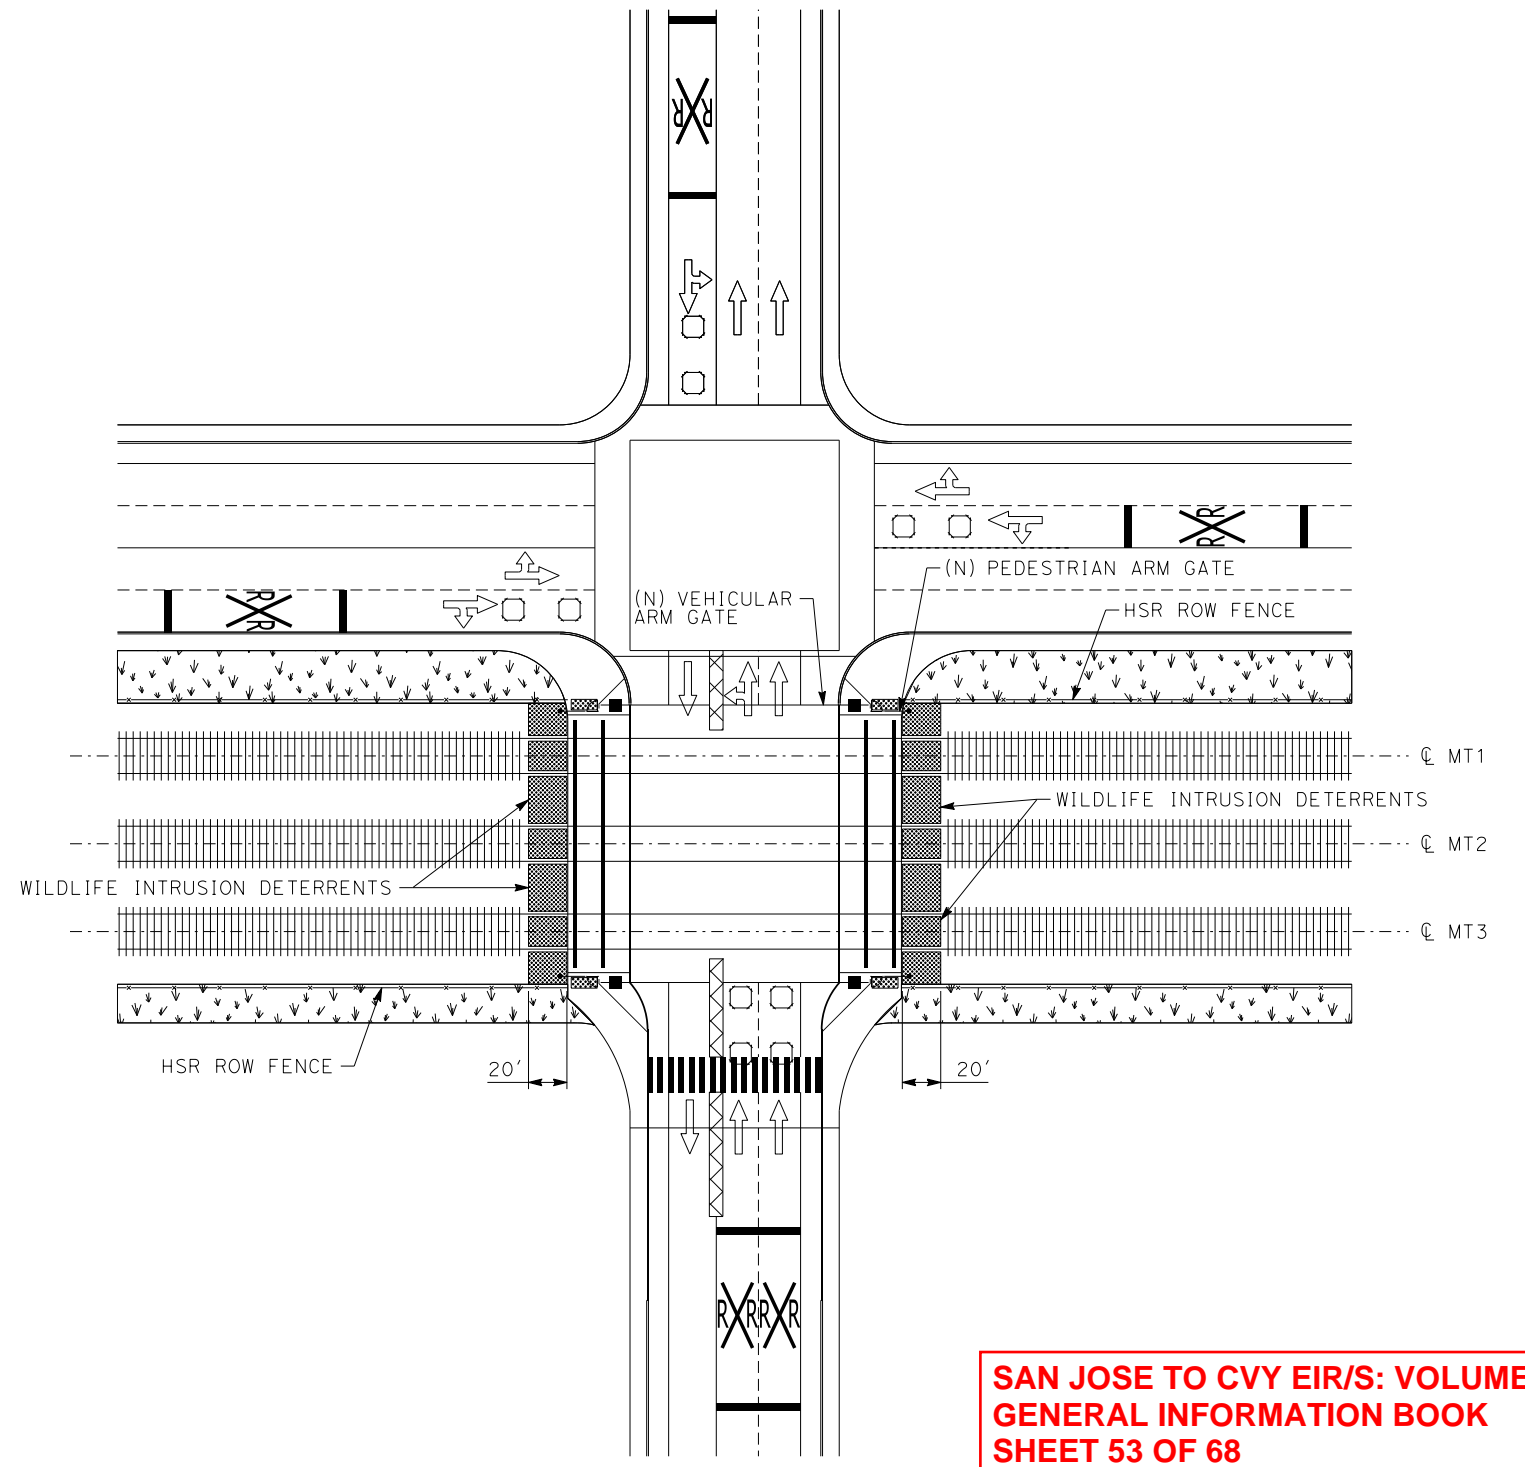 R R
R R
(N) PEDESTRIAN ARM GATE
(N) VEHICULAR
ARM GATE
HSR ROW FENCE
R R
℄ MT1
WILDLIFE INTRUSION DETERRENTS
℄ MT2
WILDLIFE INTRUSION DETERRENTS
℄ MT3
HSR ROW FENCE
20'
20'
R R R R
SAN JOSE TO CVY EIR/S: VOLUME
GENERAL INFORMATION BOOK
SHEET 53 OF 68